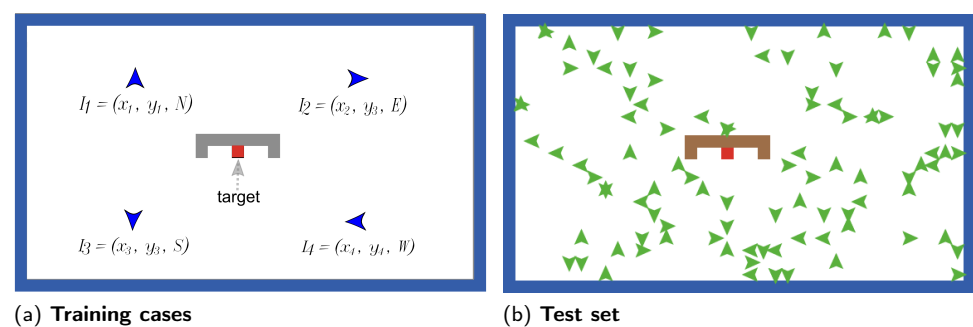 I1 = (x1, y1, N)
I2 = (x2, y3, E)
target
I3 = (x3, y3, S)
I4 = (x4, y4, W)
(a) Training cases
(b) Test set